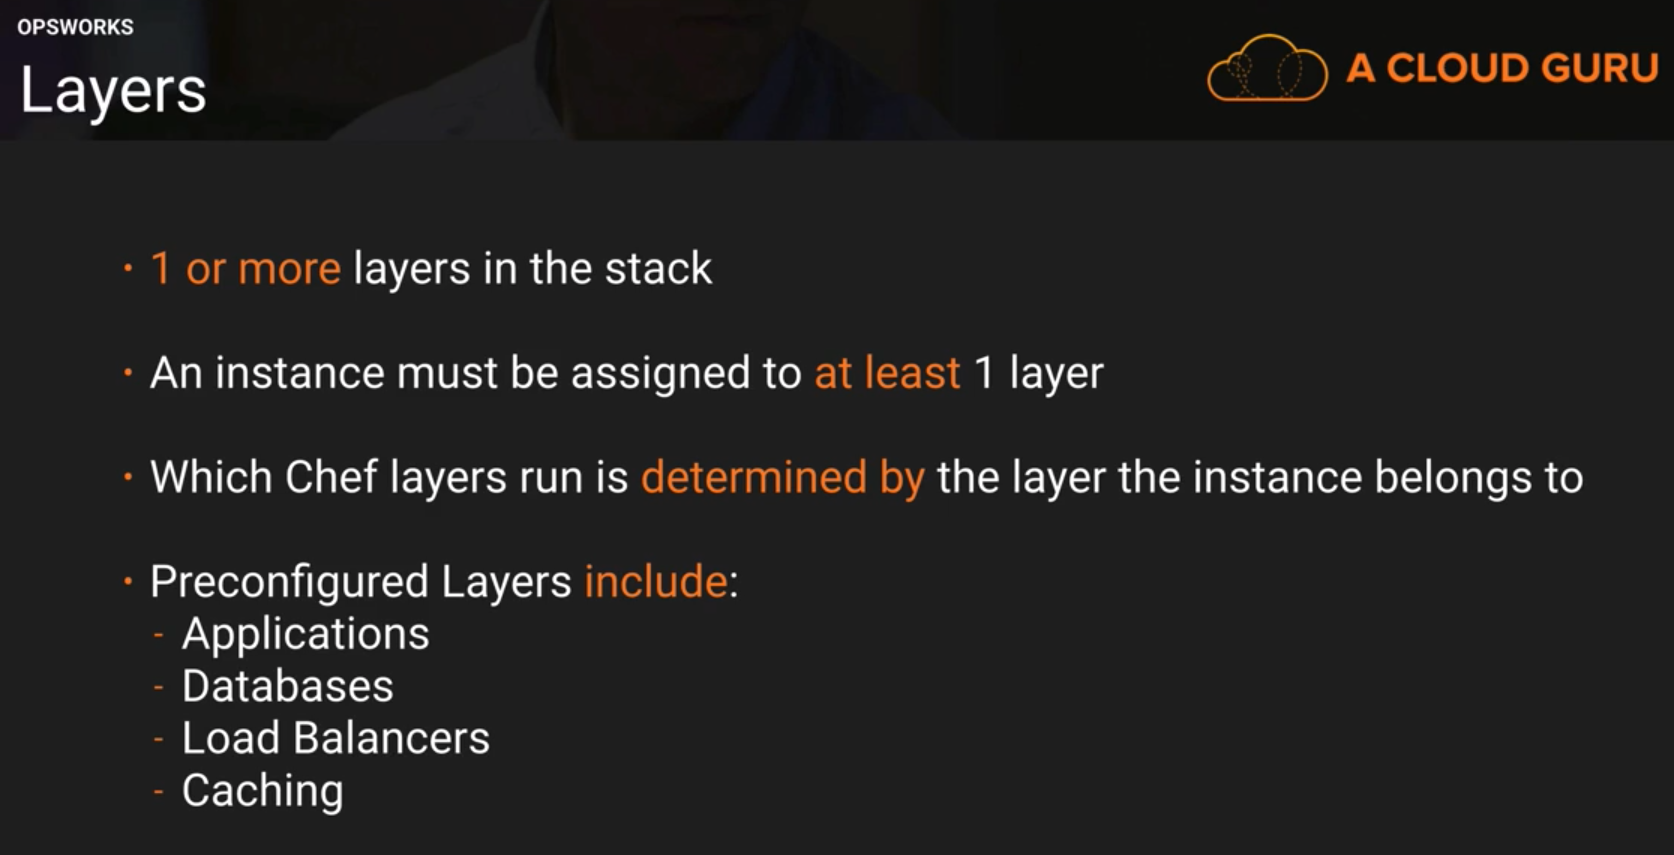 OPSWORKS
Layers
A CLOUD GURU
· 1 or more layers in the stack
· An instance must be assigned to at least 1 layer
· Which Chef layers run is determined by the layer the instance belongs to
· Preconfigured Layers include:
- Applications
- Databases
- Load Balancers
- Caching